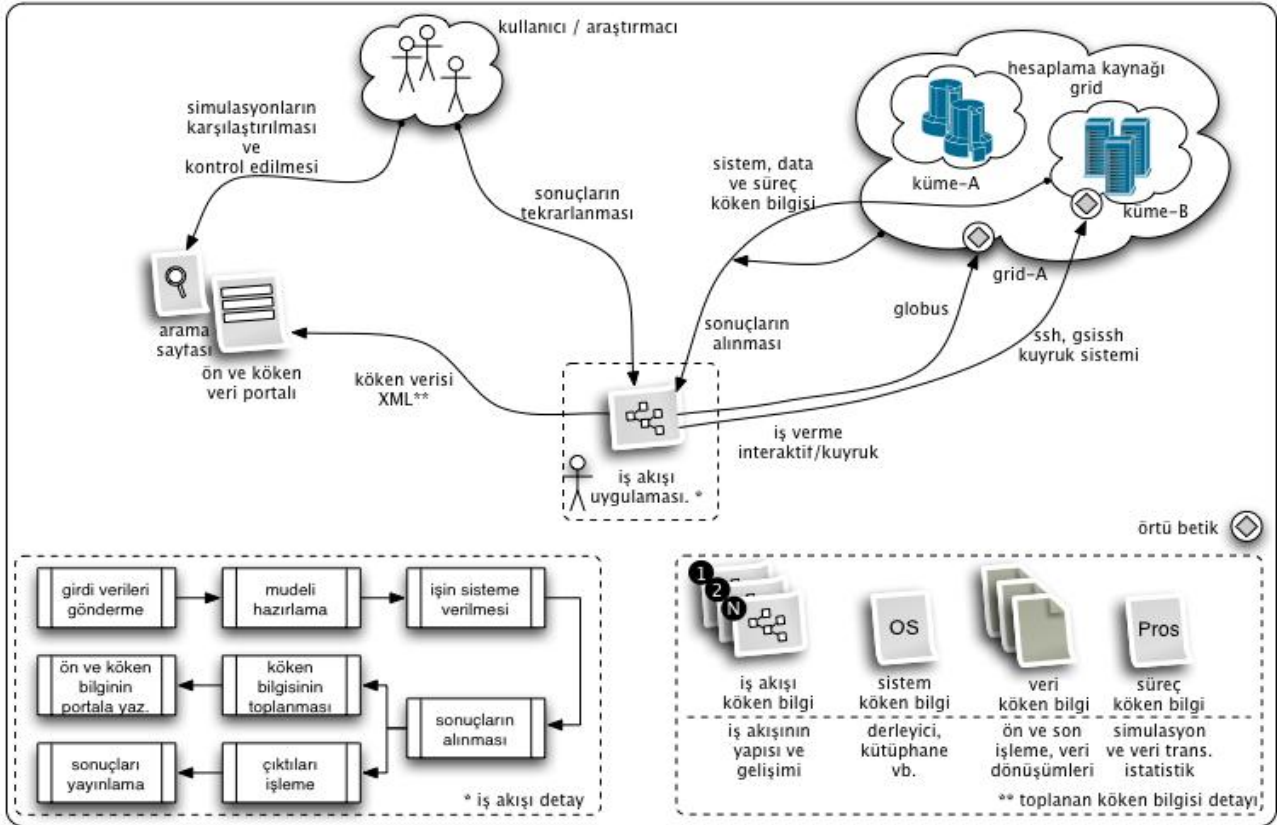 kullanıcı / araştırmacı
hesaplama kaynağı
grid
simulasyonların
karşılaştırılması
ve
kontrol edilmesi
sistem, data
ve süreç
köken bilgisi
küme-A
küme-B
sonuçların
tekrarlanması
grid-A
globus
sonuçların
alınması
ssh, gsissh
kuyruk sistemi
arama
sayfası
ön ve köken
veri portalı
köken verisi
XML**
iş verme
interaktif/kuyruk
iş akışı
uygulaması. *
örtü betik
girdi verileri
gönderme
mudeli
hazırlama
işin sisteme
verilmesi
ön ve köken
bilginin
portala yaz.
köken
bilgisinin
toplanması
sonuçların
alınması
sonuçları
yayınlama
çıktıları
işleme
* iş akışı detay
1
2
N
OS
Pros
iş akışı
köken bilgi
sistem
köken bilgi
veri
köken bilgi
süreç
köken bilgi
iş akışının
yapısı ve
gelişimi
derleyici,
kütüphane
vb.
ön ve son
işleme, veri
dönüşümleri
simulasyon
ve veri trans.
istatistik
** toplanan köken bilgisi detayı